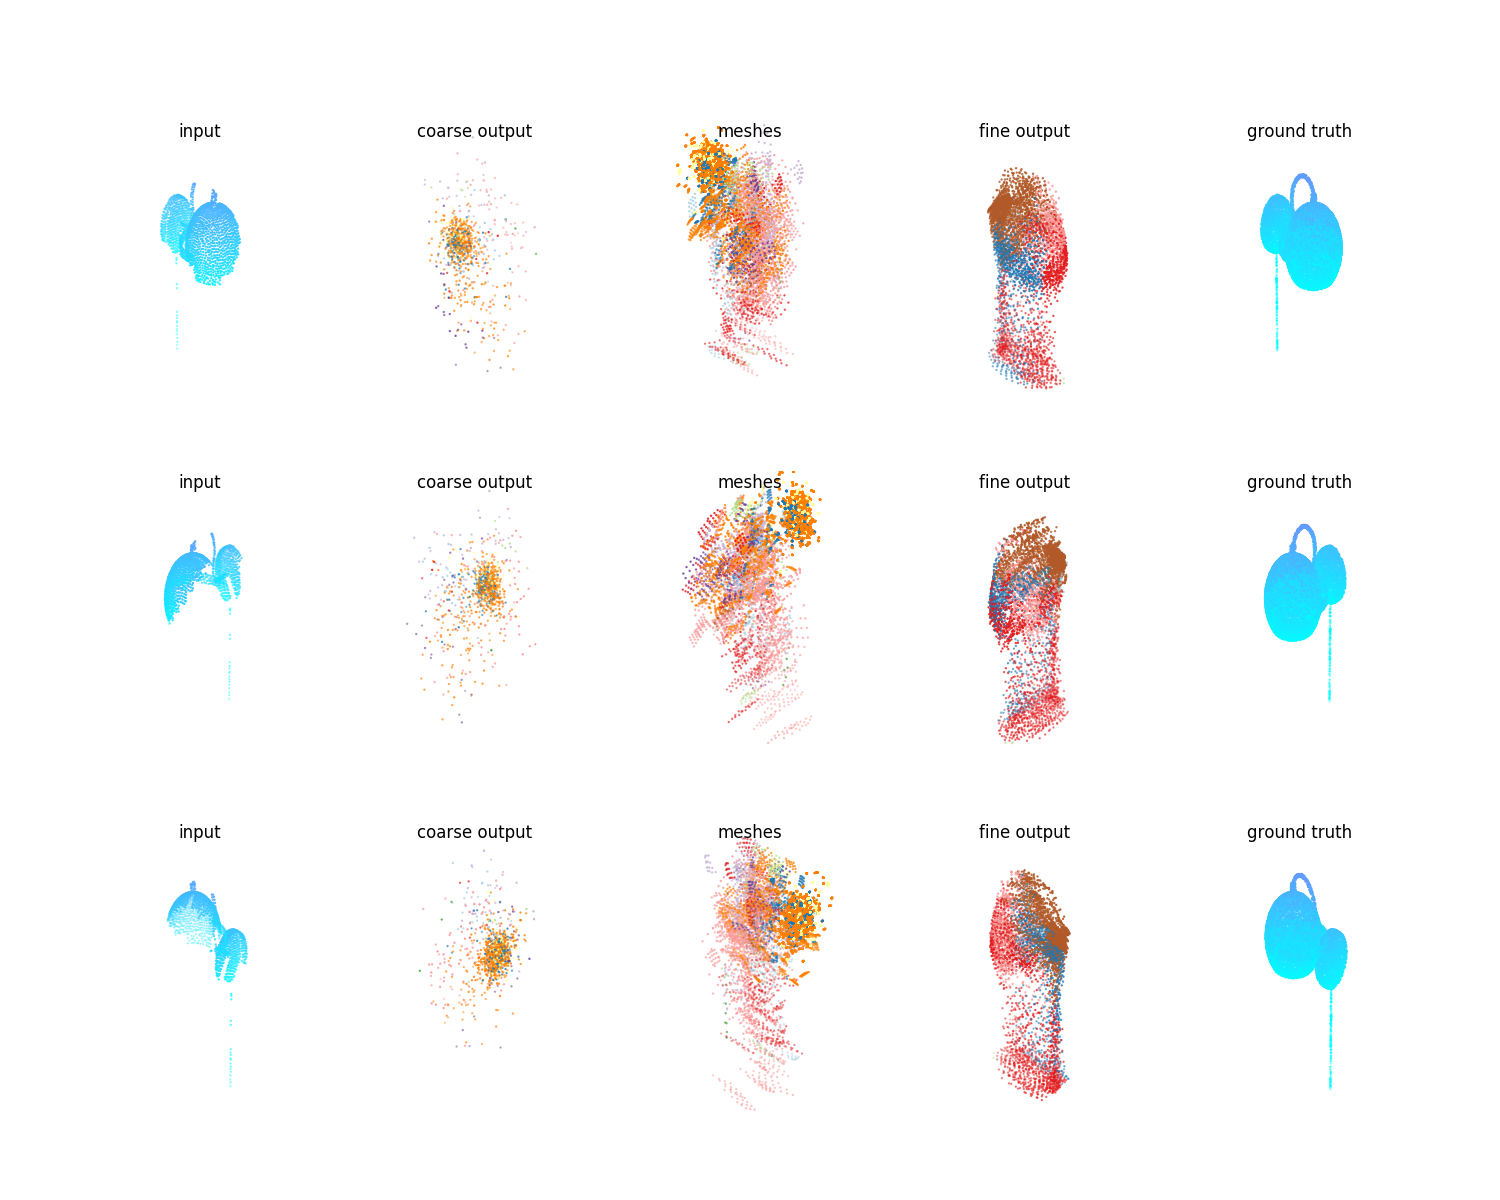 input
coarse output
meshes
fine output
ground truth
input
coarse output
meshes
fine output
ground truth
input
coarse output
meshes
fine output
ground truth